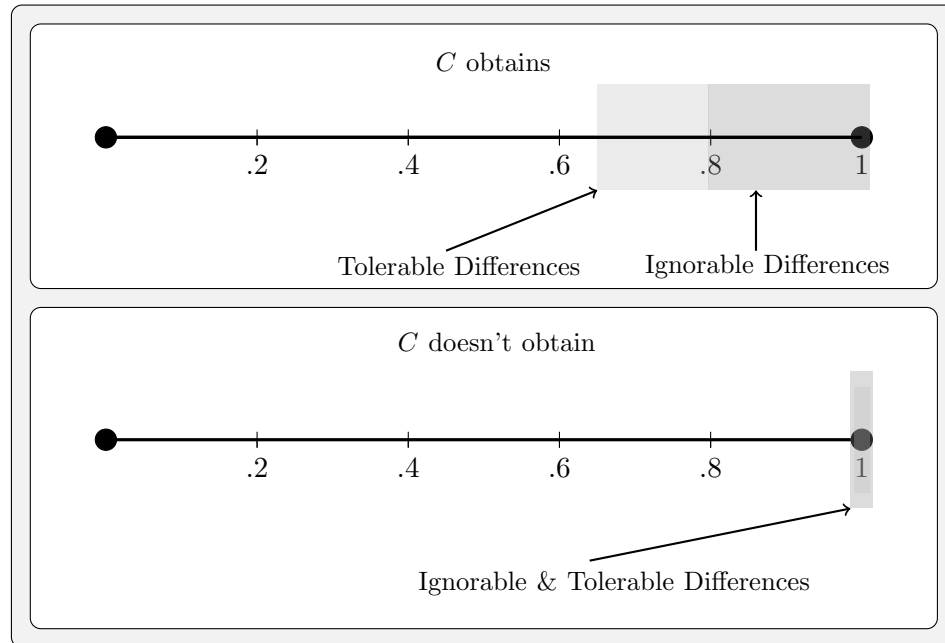 C obtains
.2 .4 .6 .8 1
Tolerable Differences Ignorable Differences
C doesn't obtain
.2 .4 .6 .8 1
Ignorable & Tolerable Differences